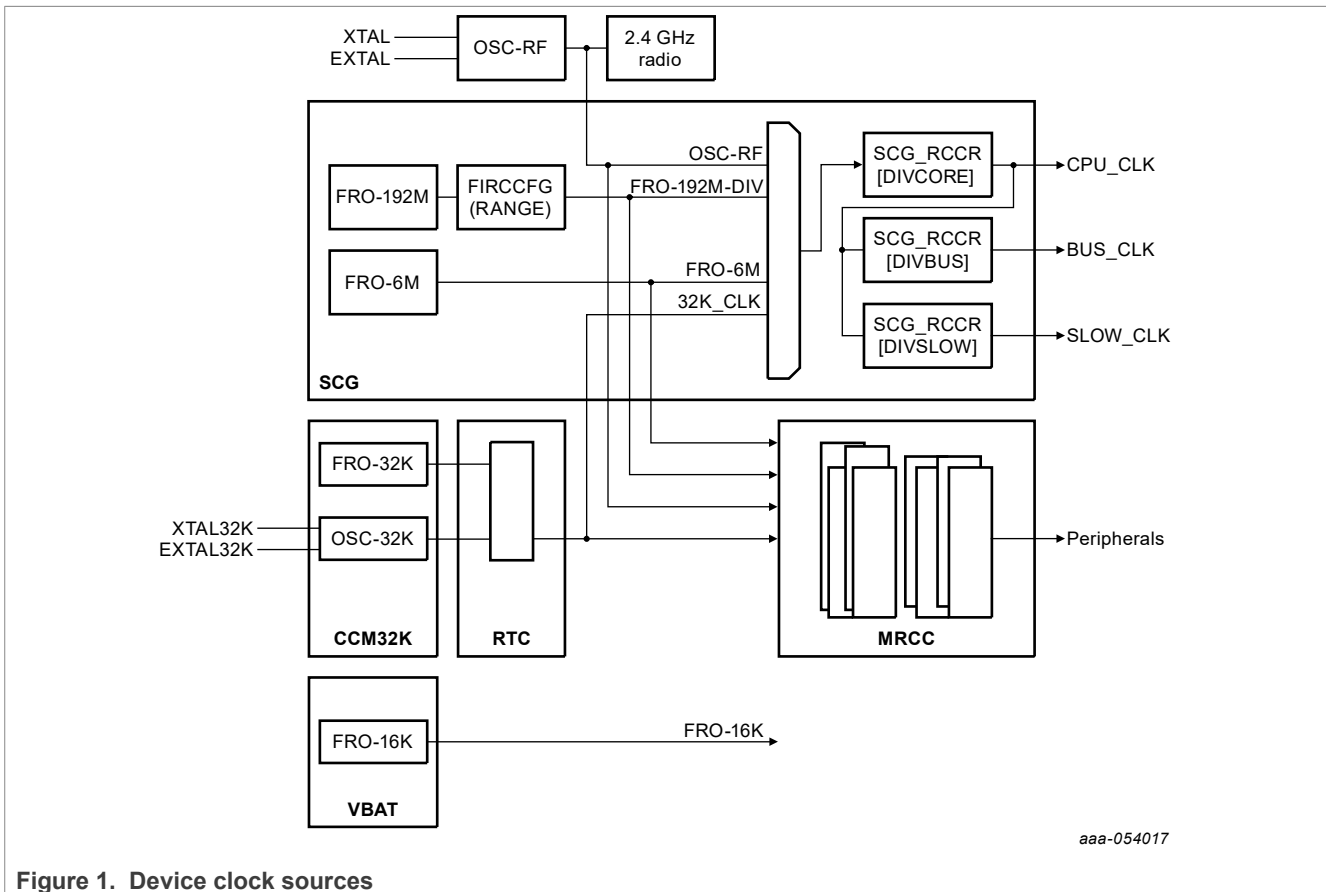 XTAL
EXTAL
OSC-RF
2.4 GHz
radio
OSC-RF
FRO-192M
FIRCCFG
(RANGE)
FRO-192M-DIV
FRO-6M
FRO-6M
32K_CLK
SCG_RCCR
[DIVCORE]
CPU_CLK
SCG_RCCR
[DIVBUS]
BUS_CLK
SCG_RCCR
[DIVSLOW]
SLOW_CLK
SCG
FRO-32K
XTAL32K
EXTAL32K
OSC-32K
CCM32K
RTC
Peripherals
MRCC
FRO-16K
FRO-16K
VBAT
aaa-054017
Figure 1. Device clock sources